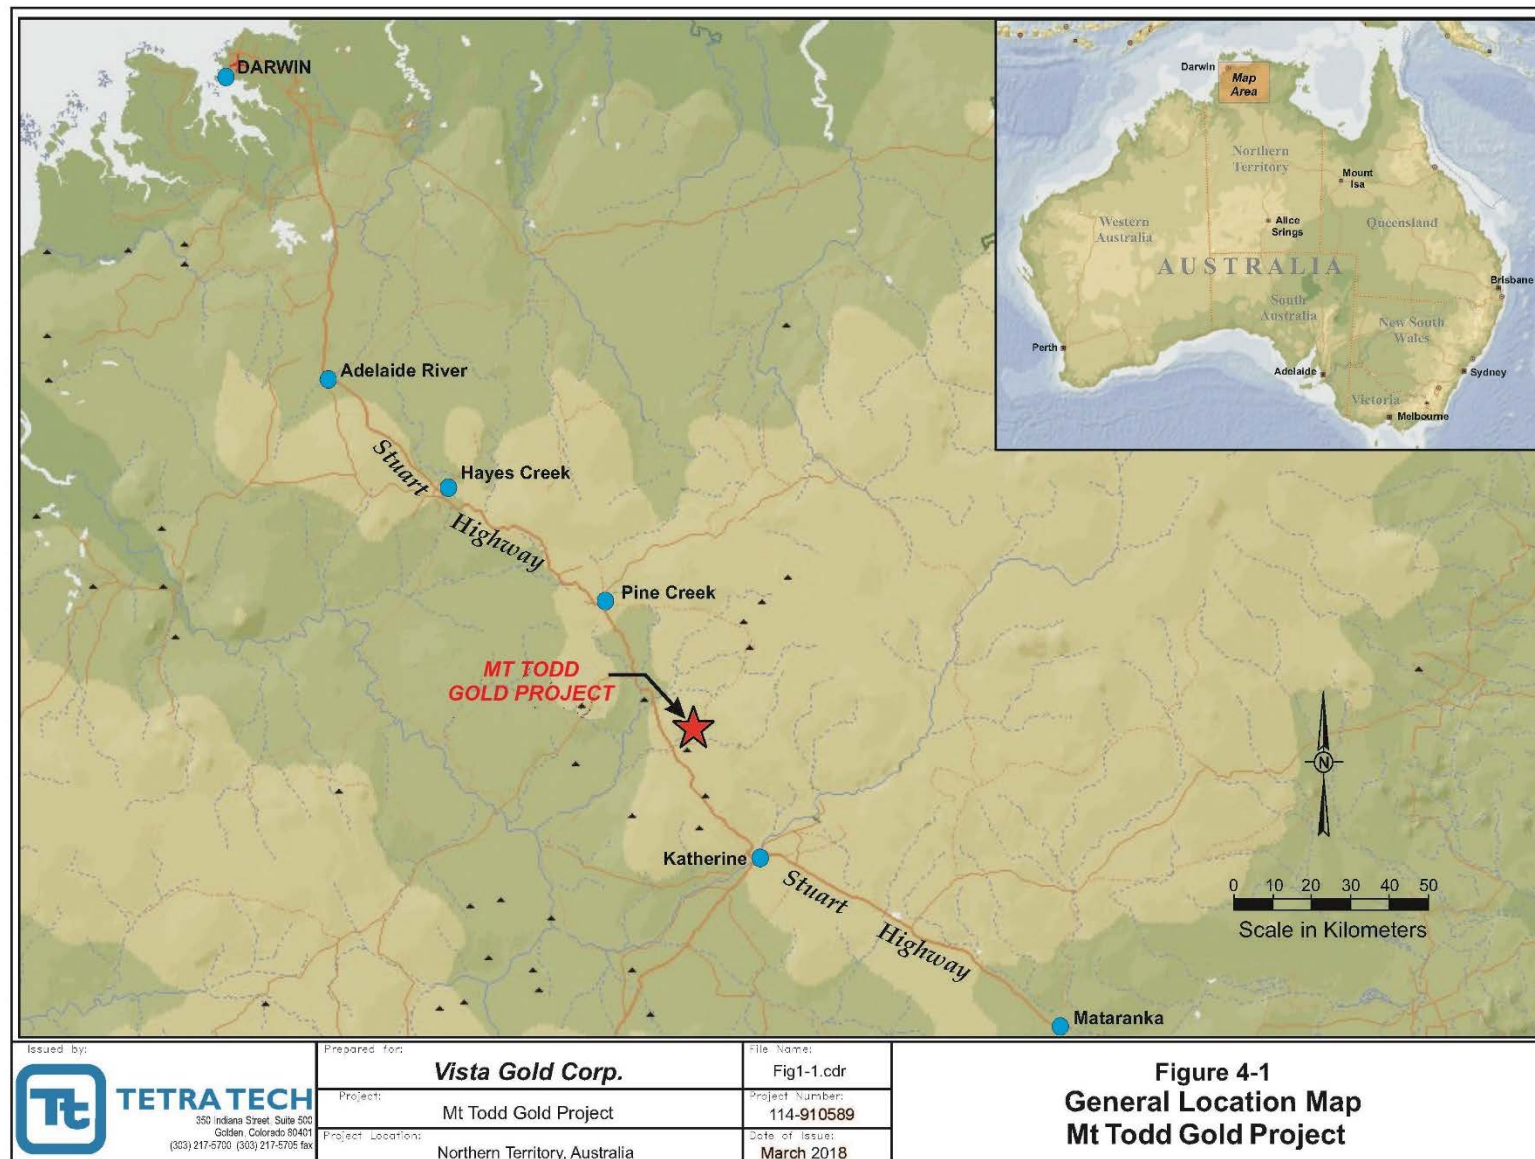 DARWIN
Adelaide River
Stuart
Highway
Hayes Creek
Pine Creek
MT TODD
GOLD PROJECT
Katherine
Stuart
Highway
Mataranka
Darwin
Map
Area
Northern
Territory
Mount
Isa
Western
Australia
Alice
Srings
Queensland
AUSTRALIA
South
Australia
Brisbane
New South
Wales
Perth
Adelaide
Sydney
Victoria
Melbourne
N
0 10 20 30 40 50
Scale in Kilometers
Issued by:
Tt
TETRA TECH
350 Indiana Street, Suite 500
Golden, Colorado 80401
(303) 217-5700 (303) 217-5705 fax
Prepared for:
Vista Gold Corp.
Project:
Mt Todd Gold Project
Project Location:
Northern Territory, Australia
File Name:
Fig1-1.cdr
Project Number:
114-910589
Date of Issue:
March 2018
Figure 4-1
General Location Map
Mt Todd Gold Project